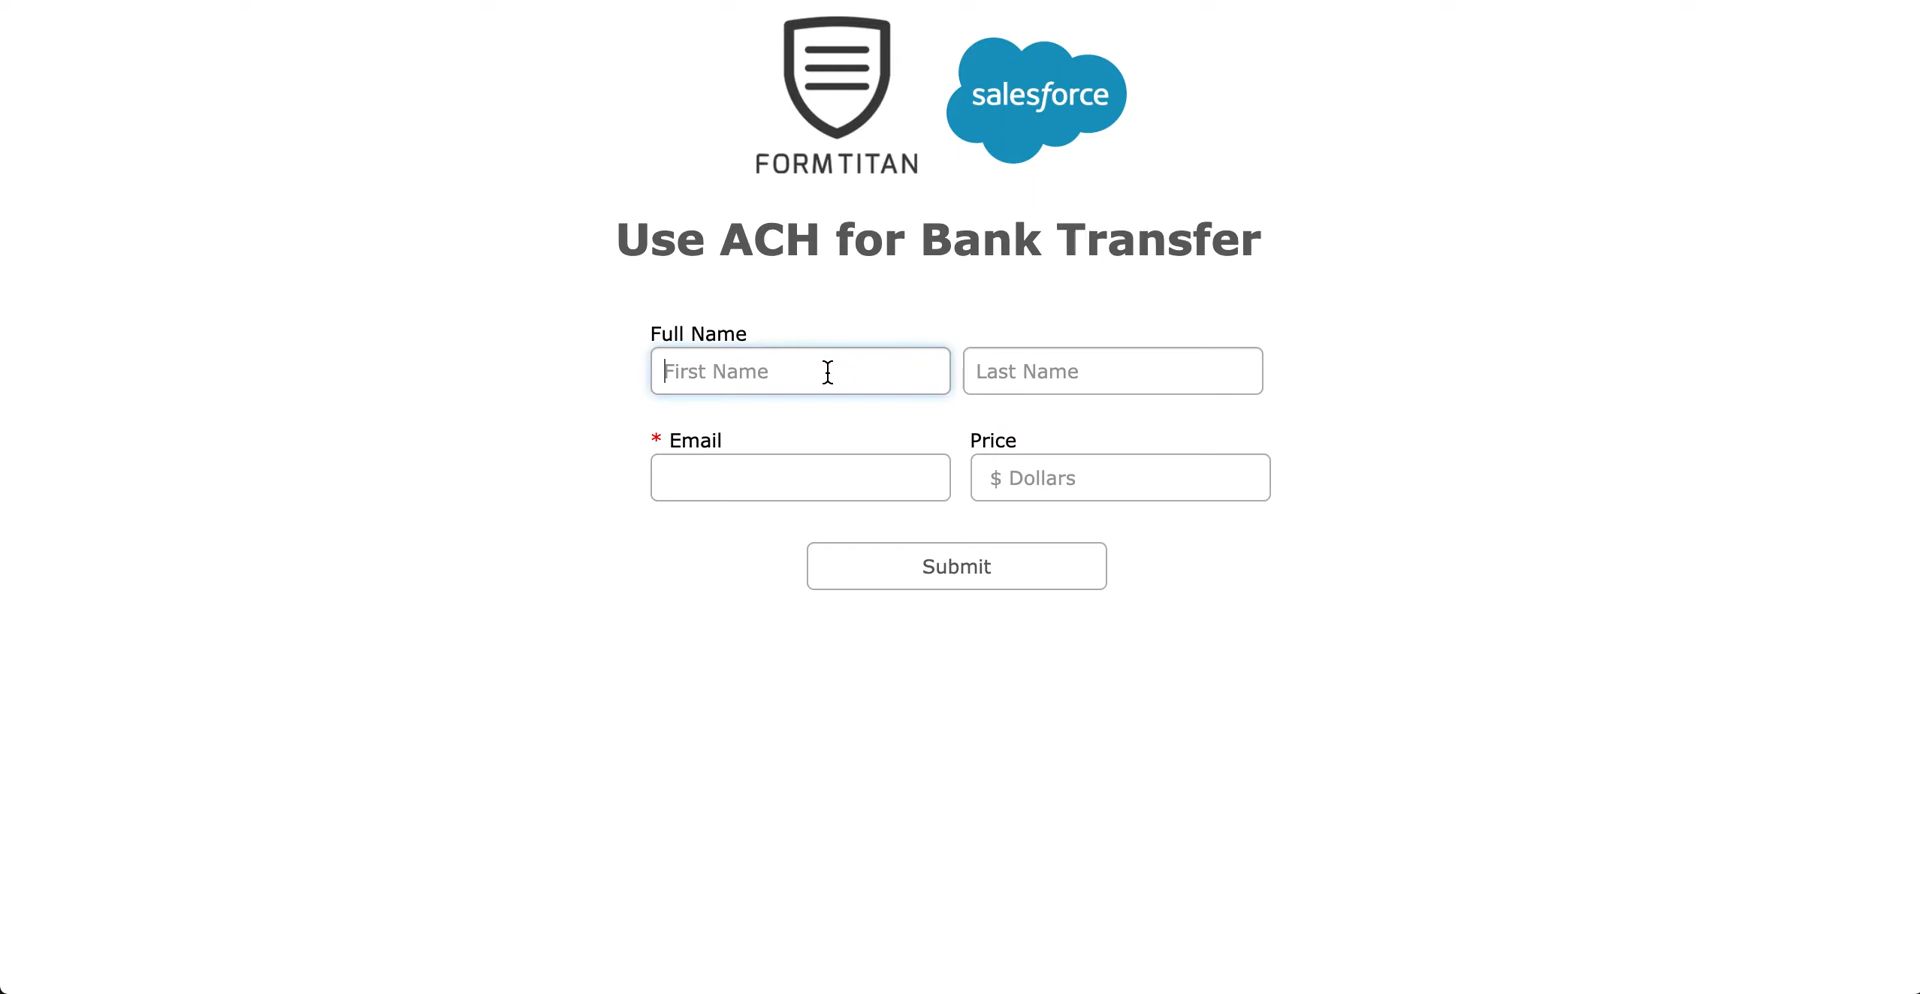 FORMTITAN
salesforce
Use ACH for Bank Transfer
Full Name
First Name
Last Name
* Email
Price
$ Dollars
Submit